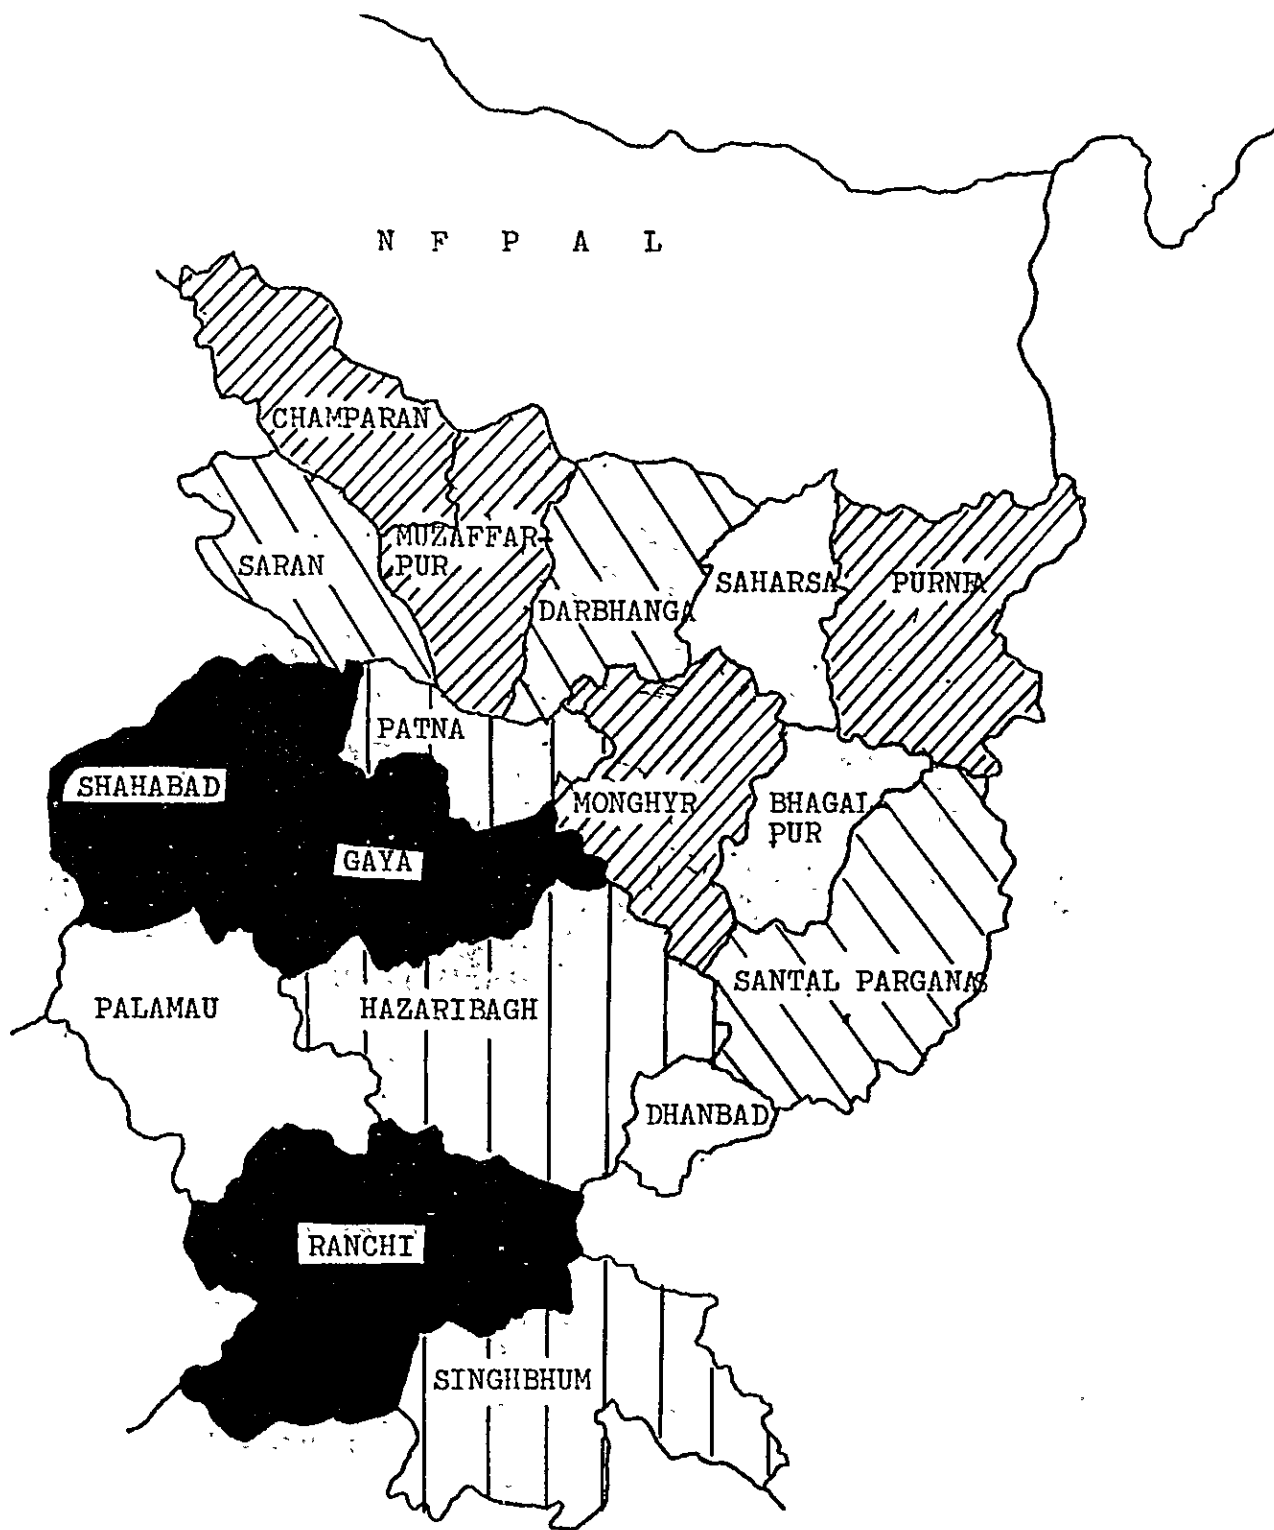 N F P A L
CHAMPARAN
MUZAFFAR-
PUR
SARAN
DARBHANGA
SAHARSA
PURNIA
PATNA
SHAHABAD
MONGHYR
BHAGAL
PUR
GAYA
SANTAL PARGANAS
PALAMAU
HAZARIBAGH
DHANBAD
RANCHI
SINGHBHUM